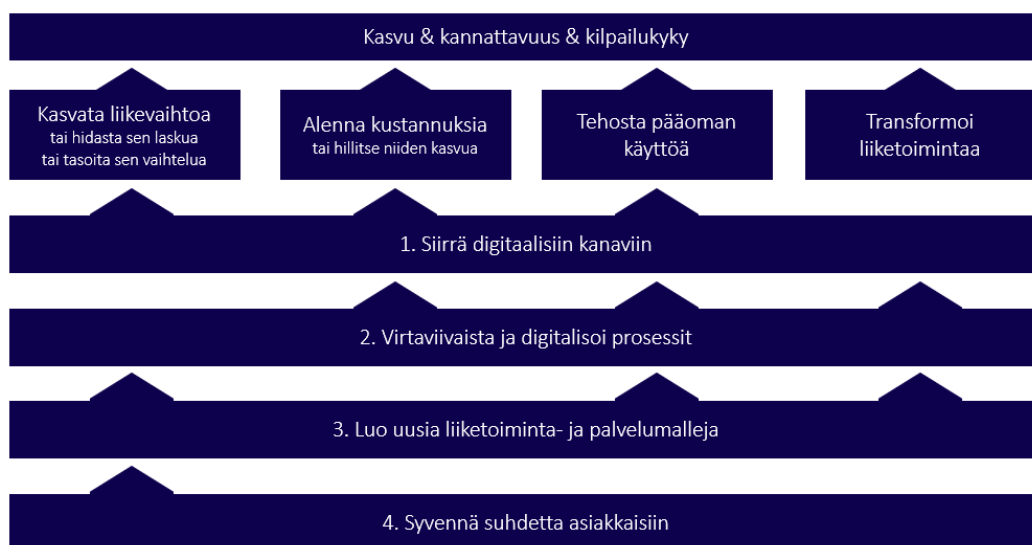 Kasvu & kannattavuus & kilpailukyky
Kasvata liikevaihtoa
tai hidasta sen laskua
tai tasoita sen vaihtelua
Alenna kustannuksia
tai hillitse niiden kasvua
Tehosta pääoman
käyttöä
Transformoi
liiketoimintaa
1. Siirrä digitaalisiin kanaviin
2. Virtaviivaista ja digitalisoi prosessit
3. Luo uusia liiketoiminta- ja palvelumalleja
4. Syvennä suhdetta asiakkaisiin